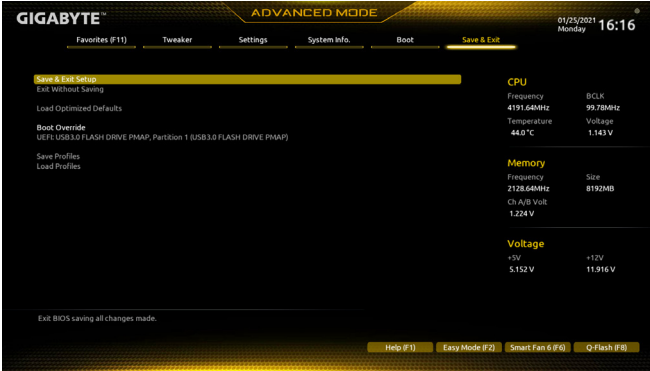 GIGABYTE™
ADVANCED MODE
01/25/2021
Monday
16:16
Favorites (F11)
Tweaker
Settings
System Info.
Boot
Save & Exit
Save & Exit Setup
Exit Without Saving
Load Optimized Defaults
Boot Override
UEFI: USB3.0 FLASH DRIVE PMAP, Partition 1 (USB3.0 FLASH DRIVE PMAP)
Save Profiles
Load Profiles
CPU
Frequency BCLK
4191.64MHz 99.78MHz
Temperature Voltage
44.0 °C 1.143 V
Memory
Frequency Size
2128.64MHz 8192MB
Ch A/B Volt
1.224 V
Voltage
+5V +12V
5.152 V 11.916 V
Exit BIOS saving all changes made.
Help (F1)
Easy Mode (F2)
Smart Fan 6 (F6)
Q-Flash (F8)